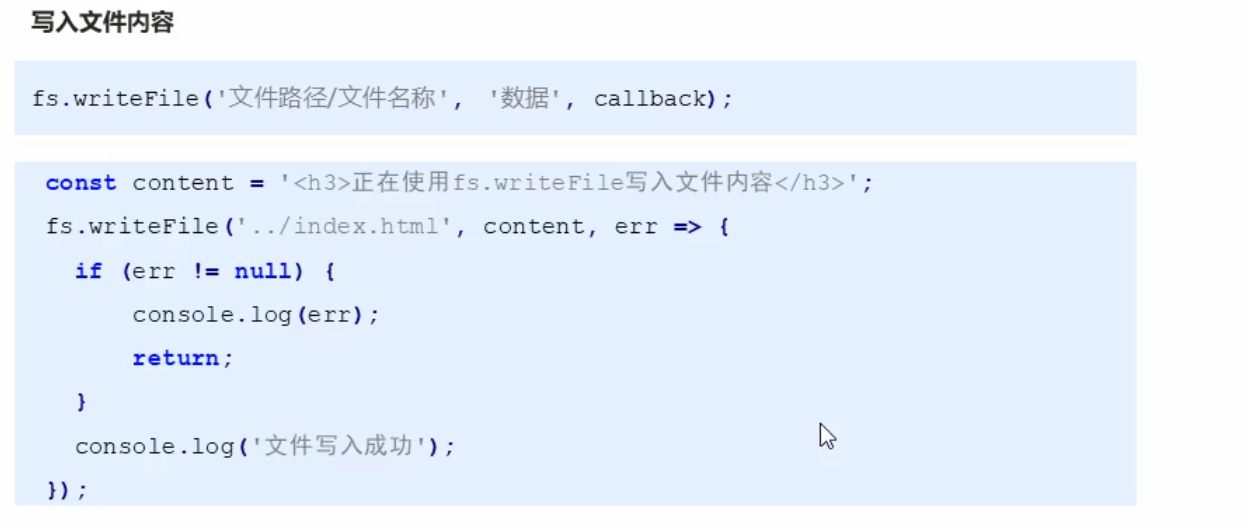 写入文件内容
fs.writeFile('文件路径/文件名称', '数据', callback);
const content = '<h3>正在使用fs.writeFile写入文件内容</h3>';
fs.writeFile('../index.html', content, err => {
if (err != null) {
console.log(err);
return;
}
console.log('文件写入成功');
});